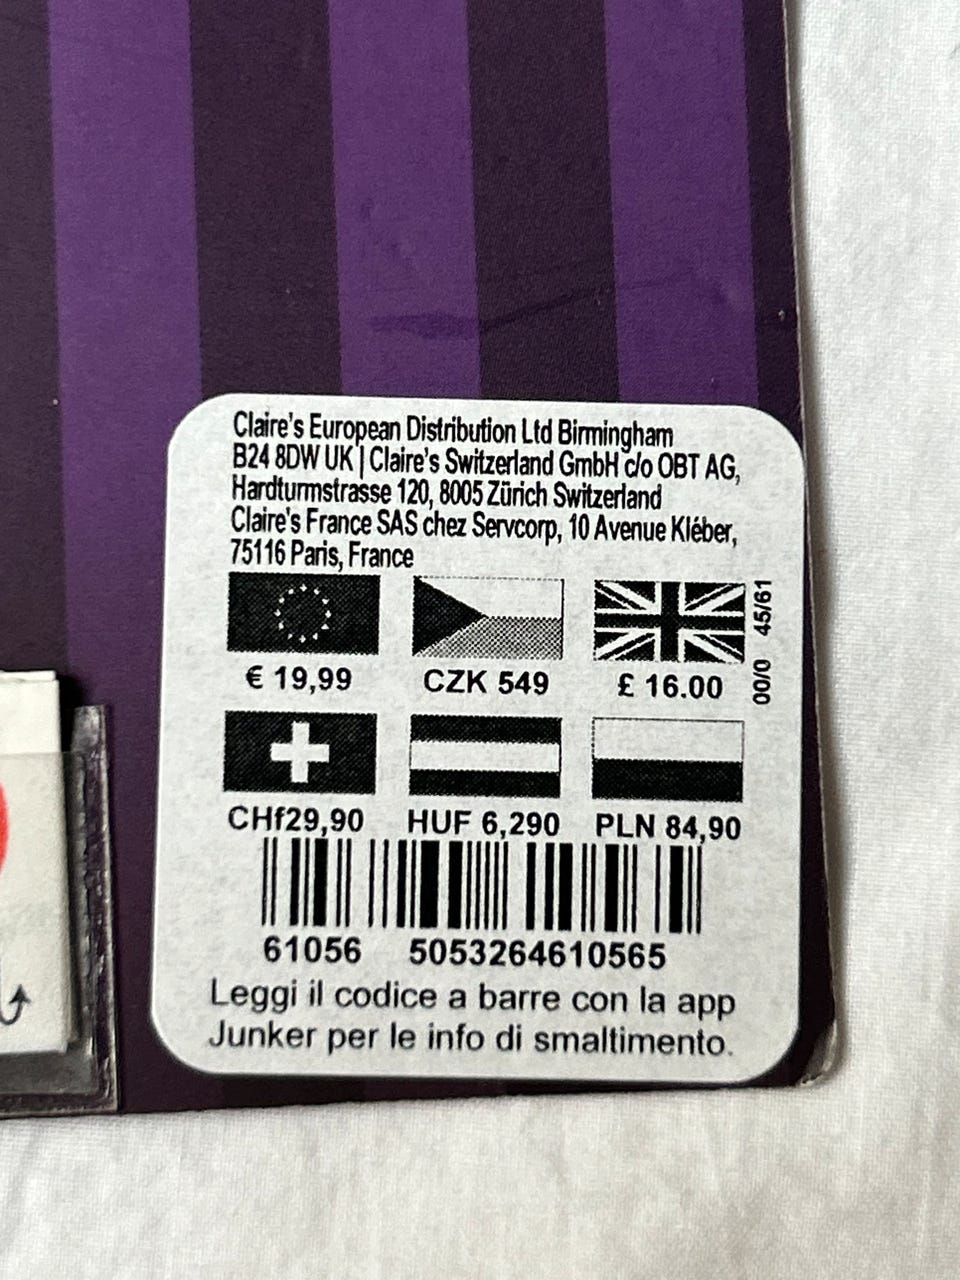 Claire's European Distribution Ltd Birmingham
B24 8DW UK | Claire's Switzerland GmbH c/o OBT AG,
Hardturmstrasse 120, 8005 Zürich Switzerland
Claire's France SAS chez Servcorp, 10 Avenue Kléber,
75116 Paris, France
€ 19,99 CZK 549 £ 16.00
00/0 45/61
CHf29,90 HUF 6,290 PLN 84,90
61056 5053264610565
Leggi il codice a barre con la app
Junker per le info di smaltimento.